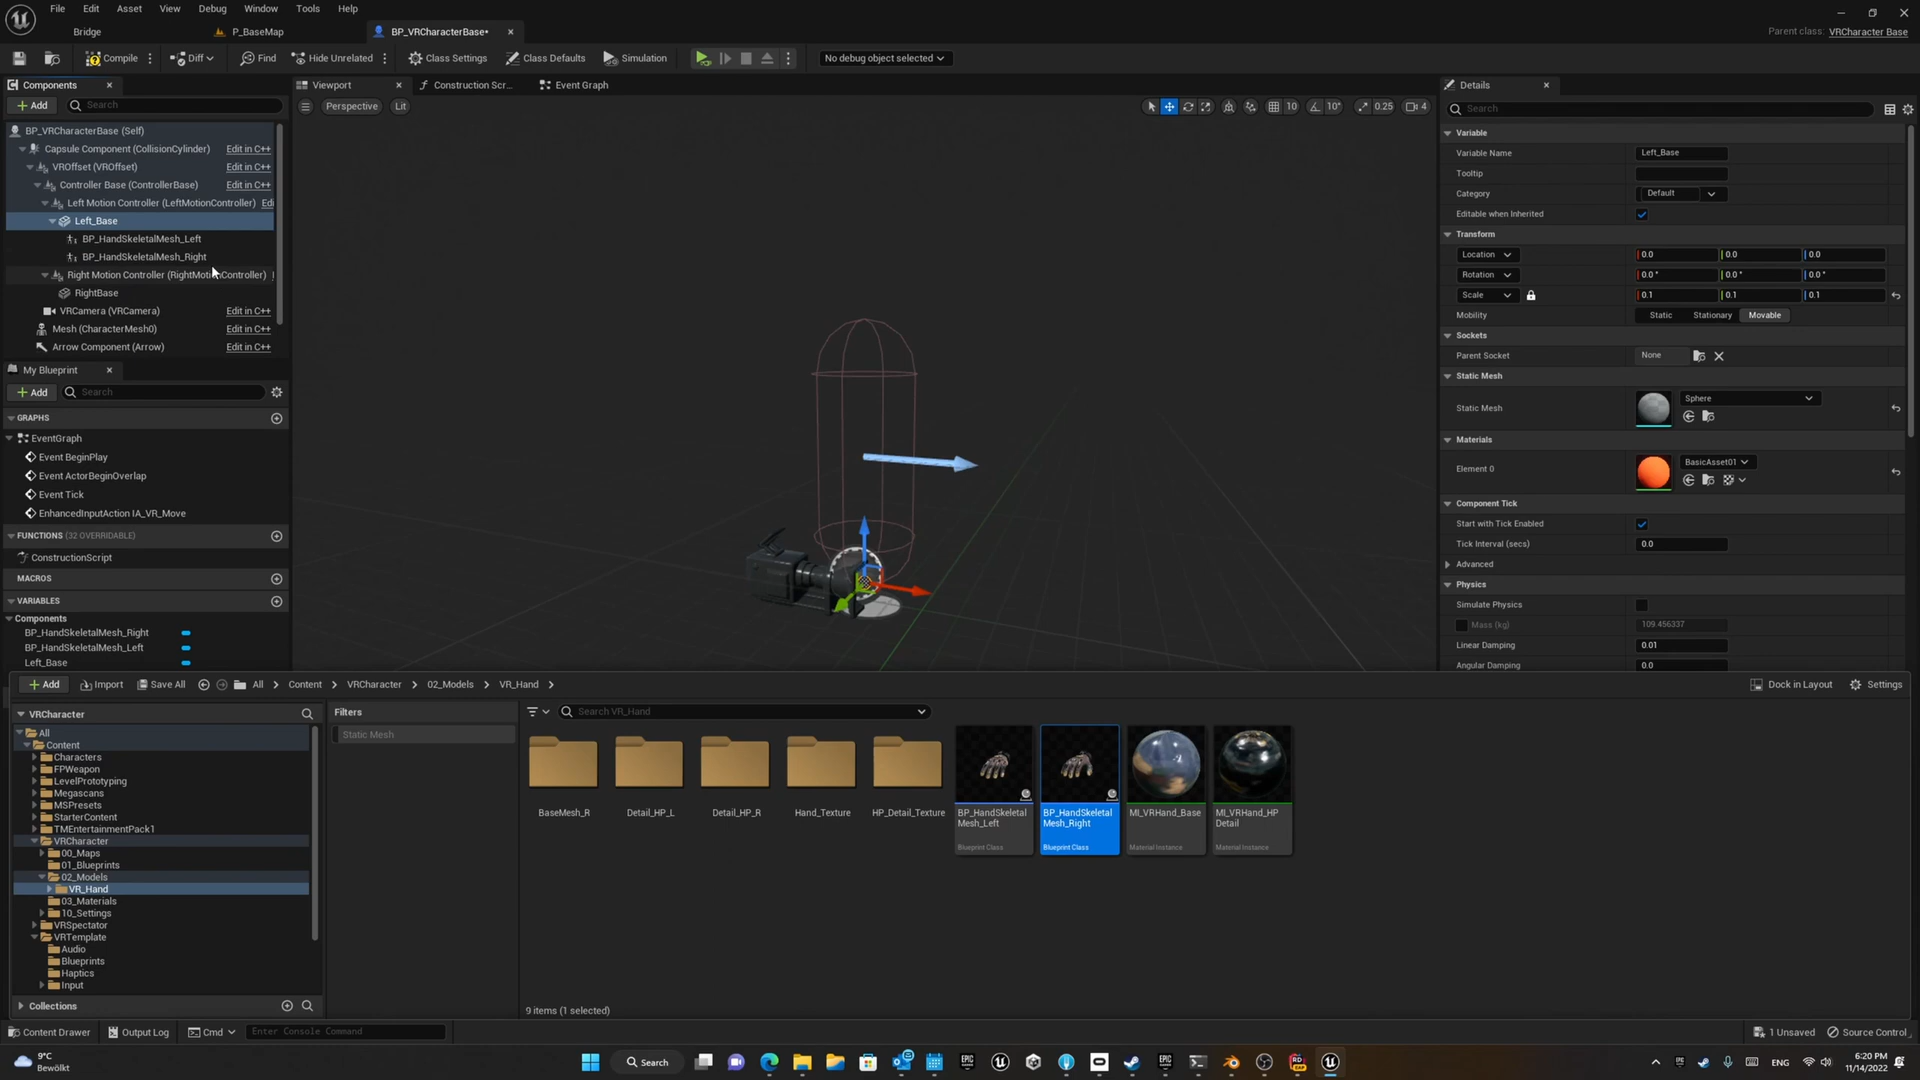 File Edit Asset View Debug Window Tools Help
Bridge P_BaseMap BP_VRCharacterBase* Parent class: VRCharacter Base
Compile Diff Find Hide Unrelated Class Settings Class Defaults Simulation No debug object selected
Components
Add Search
BP_VRCharacterBase (Self)
Capsule Component (CollisionCylinder) Edit in C++
VROffset (VROffset) Edit in C++
Controller Base (ControllerBase) Edit in C++
Left Motion Controller (LeftMotionController) Edi
Left_Base
BP_HandSkeletalMesh_Left
BP_HandSkeletalMesh_Right
Right Motion Controller (RightMotionController)
RightBase
VRCamera (VRCamera) Edit in C++
Mesh (CharacterMesh0) Edit in C++
Arrow Component (Arrow) Edit in C++
My Blueprint
Add Search
GRAPHS
EventGraph
Event BeginPlay
Event ActorBeginOverlap
Event Tick
EnhancedInputAction IA_VR_Move
FUNCTIONS (32 OVERRIDABLE)
ConstructionScript
MACROS
VARIABLES
Components
BP_HandSkeletalMesh_Right
BP_HandSkeletalMesh_Left
Left_Base
Viewport Construction Scr... Event Graph
Perspective Lit 10 10° 0.25 4
Details
Search
Variable
Variable Name Left_Base
Tooltip
Category Default
Editable when Inherited
Transform
Location 0.0 0.0 0.0
Rotation 0.0 ° 0.0 ° 0.0 °
Scale 0.1 0.1 0.1
Mobility Static Stationary Movable
Sockets
Parent Socket None
Static Mesh
Static Mesh Sphere
Materials
Element 0 BasicAsset01
Component Tick
Start with Tick Enabled
Tick Interval (secs) 0.0
Advanced
Physics
Simulate Physics
Mass (kg) 109.456337
Linear Damping 0.01
Angular Damping 0.0
Add Import Save All All Content VRCharacter 02_Models VR_Hand Dock in Layout Settings
VRCharacter
All
Content
Characters
FPWeapon
LevelPrototyping
Megascans
MSPresets
StarterContent
TMEntertainmentPack1
VRCharacter
00_Maps
01_Blueprints
02_Models
VR_Hand
03_Materials
10_Settings
VRSpectator
VRTemplate
Audio
Blueprints
Haptics
Input
Collections
Filters
Static Mesh
Search VR_Hand
BaseMesh_R Detail_HP_L Detail_HP_R Hand_Texture HP_Detail_Texture
BP_HandSkeletal
Mesh_Left
Blueprint Class
BP_HandSkeletal
Mesh_Right
Blueprint Class
MI_VRHand_Base
Material Instance
MI_VRHand_HP
Detail
Material Instance
9 items (1 selected)
Content Drawer Output Log Cmd Enter Console Command 1 Unsaved Source Control
9°C
Bewölkt
Search
ENG
6:20 PM
11/14/2022